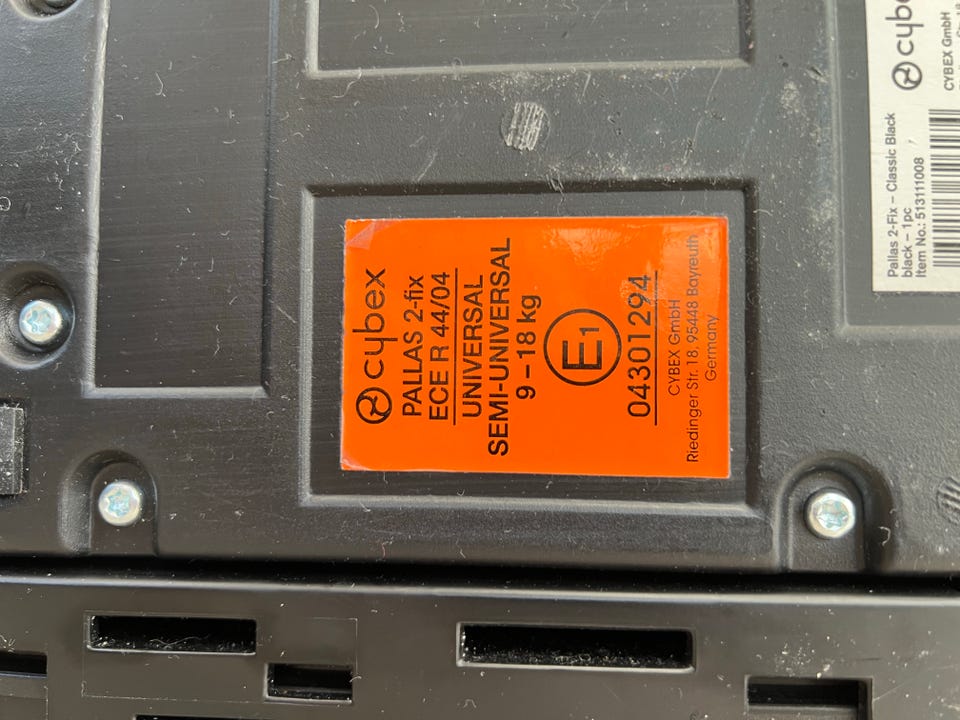 cybex
PALLAS 2-fix
ECE R 44/04
UNIVERSAL
SEMI-UNIVERSAL
9 – 18 kg
E1
04301294
CYBEX GmbH
Riedinger Str. 18, 95448 Bayreuth
Germany
CYBEX GmbH
Pallas 2-Fix – Classic Black
black – 1pc
Item No.: 513111008